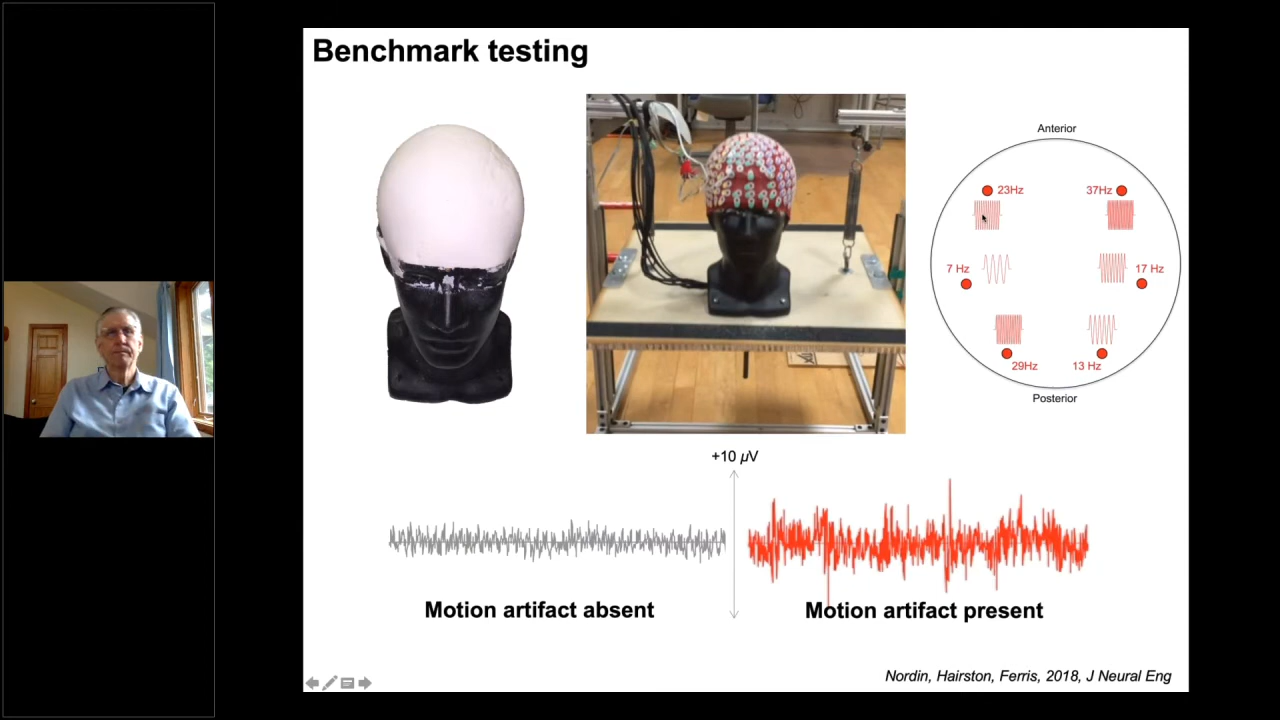 Benchmark testing
Anterior
23Hz
37Hz
7 Hz
17 Hz
29Hz
13 Hz
Posterior
+10 µV
Motion artifact absent
Motion artifact present
Nordin, Hairston, Ferris, 2018, J Neural Eng